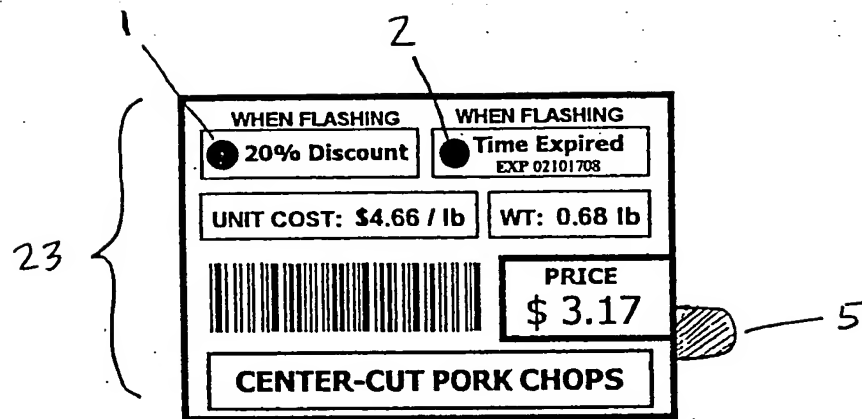 1
2
WHEN FLASHING WHEN FLASHING
20% Discount Time Expired
EXP 02101708
UNIT COST: $4.66 / lb WT: 0.68 lb
23
PRICE
$ 3.17
5
CENTER-CUT PORK CHOPS